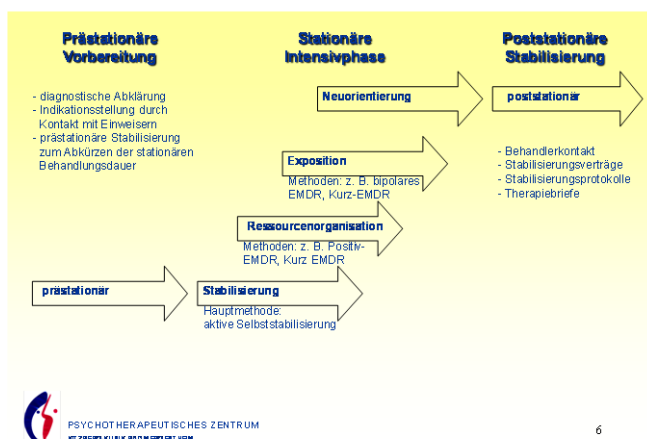 Prästationäre
Vorbereitung
- diagnostische Abklärung
- Indikationsstellung durch
Kontakt mit Einweisern
- prästationäre Stabilisierung
zum Abkürzen der stationären
Behandlungsdauer
Stationäre
Intensivphase
Poststationäre
Stabilisierung
Neuorientierung
poststationär
- Behandlerkontakt
- Stabilisierungsverträge
- Stabilisierungsprotokolle
- Therapiebriefe
Exposition
Methoden: z. B. bipolares
EMDR, Kurz-EMDR
Ressourcenorganisation
Methoden: z. B. Positiv-
EMDR, Kurz EMDR
prästationär
Stabilisierung
Hauptmethode:
aktive Selbststabilisierung
PSYCHOTHERAPEUTISCHES ZENTRUM
6